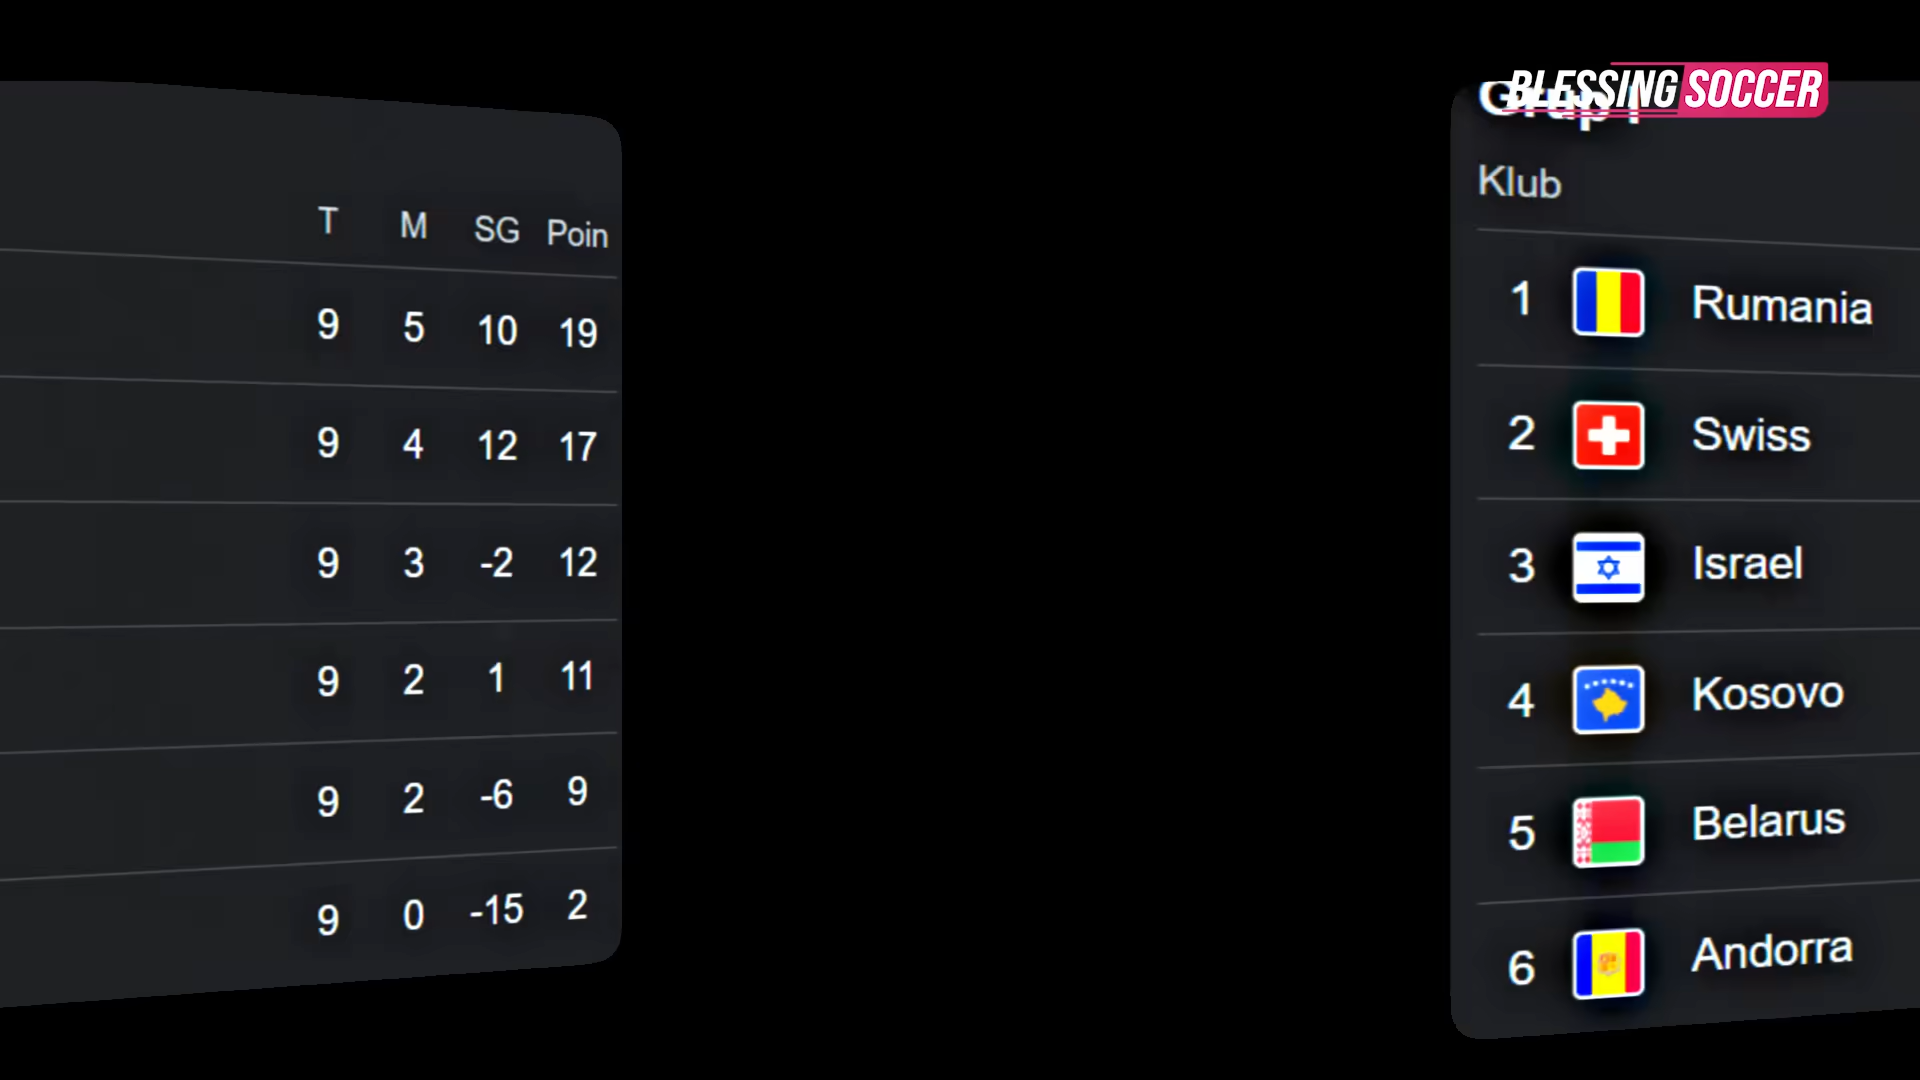 BLESSING SOCCER
T M SG Poin
9 5 10 19
9 4 12 17
9 3 -2 12
9 2 1 11
9 2 -6 9
9 0 -15 2
Grup I
Klub
1 Rumania
2 Swiss
3 Israel
4 Kosovo
5 Belarus
6 Andorra